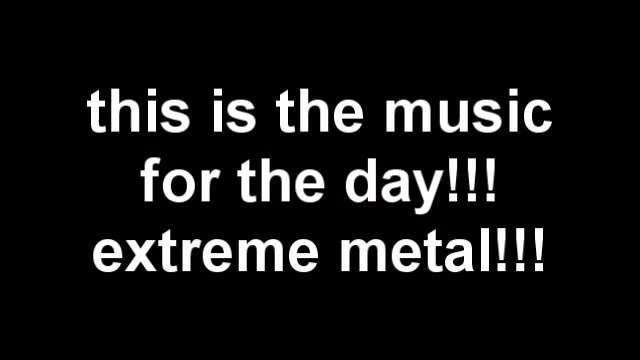 this is the music
for the day!!!
extreme metal!!!